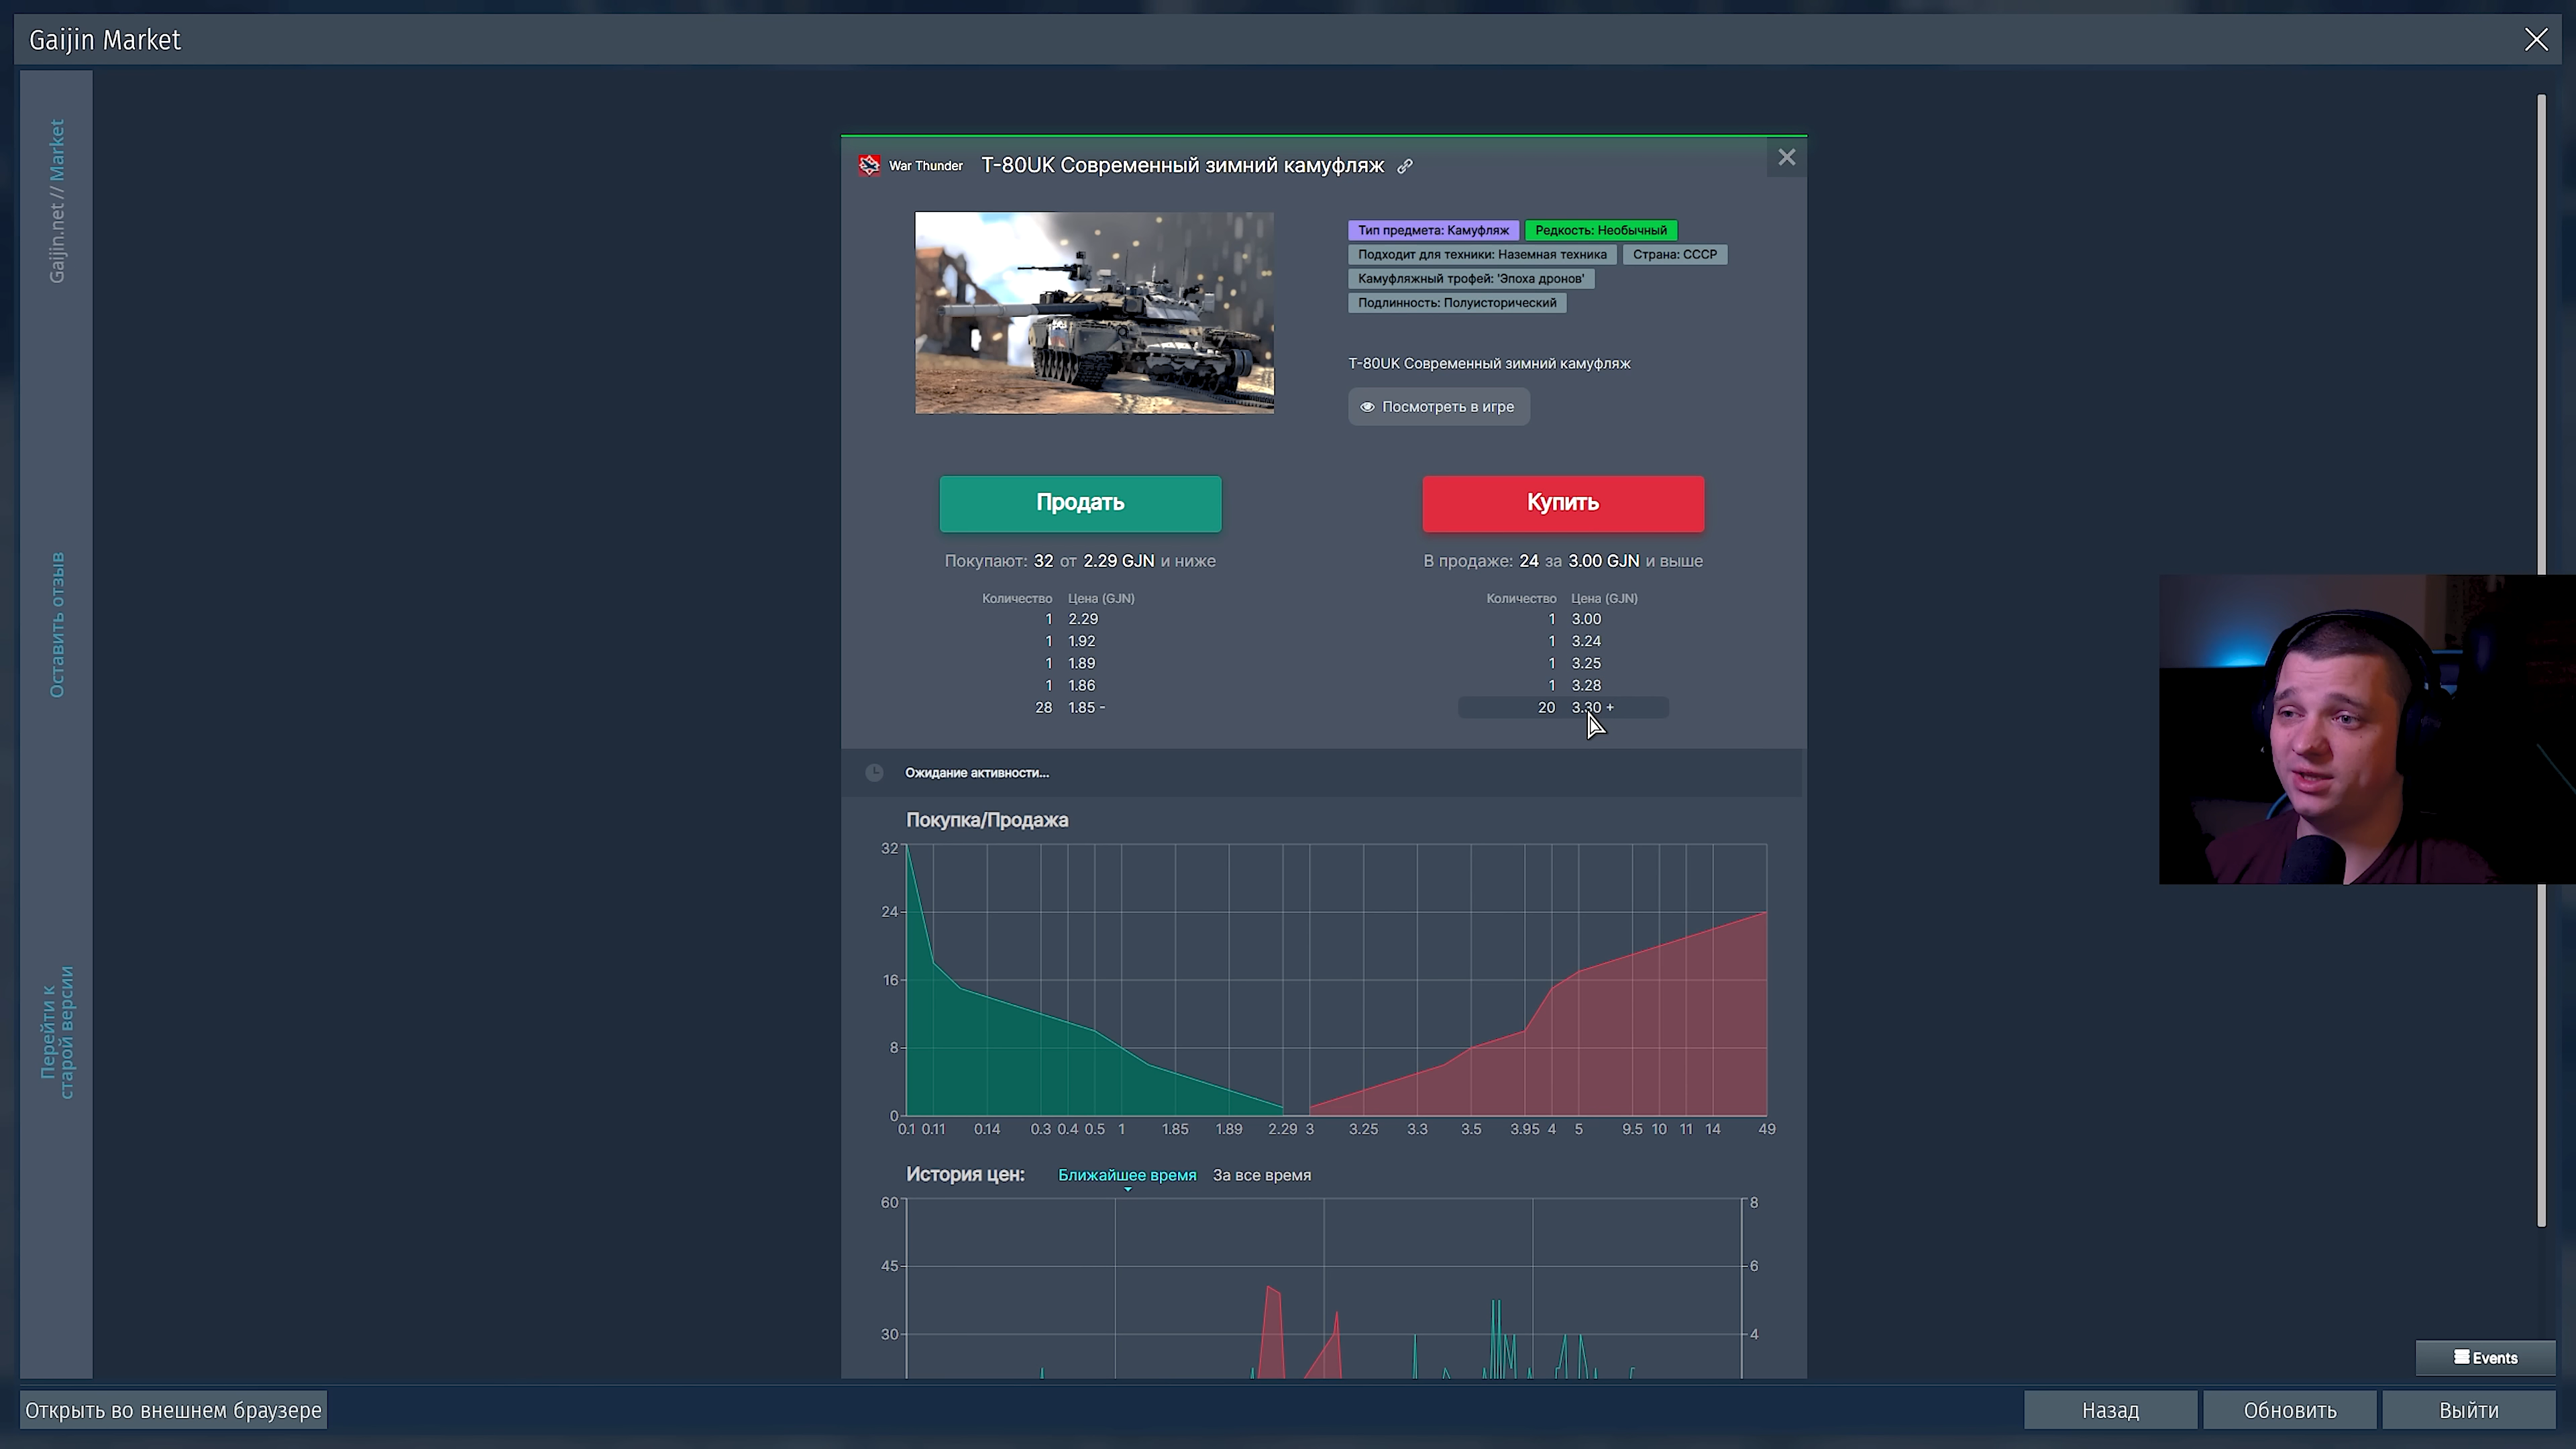 Gaijin Market
Gaijin.net // Market
Оставить отзыв
Перейти к
старой версии
War Thunder T-80UK Современный зимний камуфляж
Тип предмета: Камуфляж Редкость: Необычный
Подходит для техники: Наземная техника Страна: СССР
Камуфляжный трофей: 'Эпоха дронов'
Подлинность: Полуисторический
T-80UK Современный зимний камуфляж
Посмотреть в игре
Продать Купить
Покупают: 32 от 2.29 GJN и ниже В продаже: 24 за 3.00 GJN и выше
Количество Цена (GJN) Количество Цена (GJN)
1 2.29 1 3.00
1 1.92 1 3.24
1 1.89 1 3.25
1 1.86 1 3.28
28 1.85 - 20 3.30 +
Ожидание активности...
Покупка/Продажа
32
24
16
8
0
0.1 0.11 0.14 0.3 0.4 0.5 1 1.85 1.89 2.29 3 3.25 3.3 3.5 3.95 4 5 9.5 10 11 14 49
История цен: Ближайшее время За все время
60 8
45 6
30 4
Events
Открыть во внешнем браузере Назад Обновить Выйти